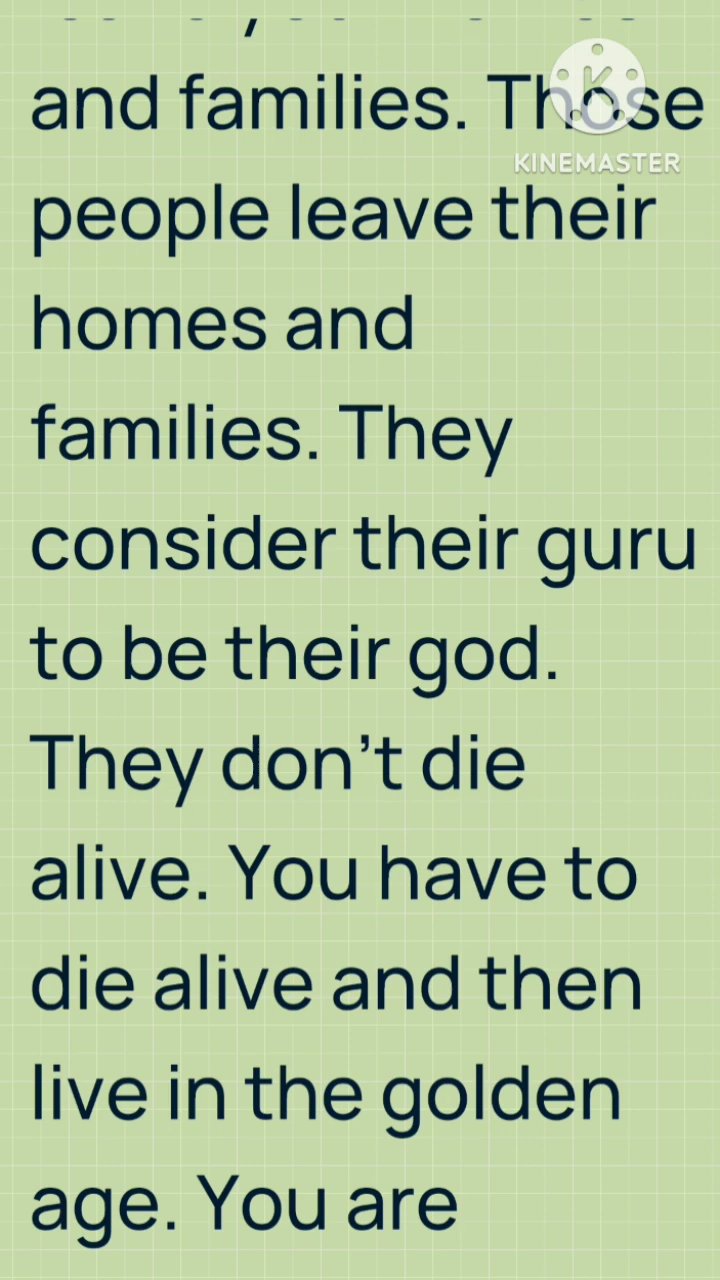 and families. Those
KINEMASTER
people leave their
homes and
families. They
consider their guru
to be their god.
They don’t die
alive. You have to
die alive and then
live in the golden
age. You are